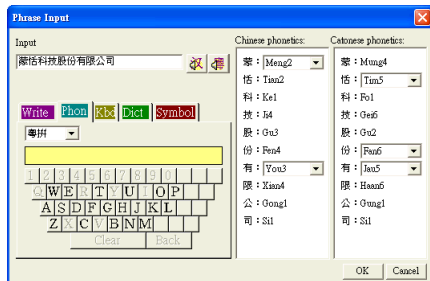 Phrase Input
Input
蒙恬科技股份有限公司
Write Phon Kbd Dict Symbol
粵拼
1 2 3 4 5 6 7 8 9 0
Q W E R T Y U I O P
A S D F G H J K L
Z X C V B N M
Clear Back
Chinese phonetics:
蒙：Meng2
恬：Tian2
科：Ke1
技：Ji4
股：Gu3
份：Fen4
有：You3
限：Xian4
公：Gong1
司：Si1
Catonese phonetics:
蒙：Mung4
恬：Tim5
科：Fo1
技：Gei6
股：Gu2
份：Fan6
有：Jau5
限：Haan6
公：Gung1
司：Si1
OK Cancel